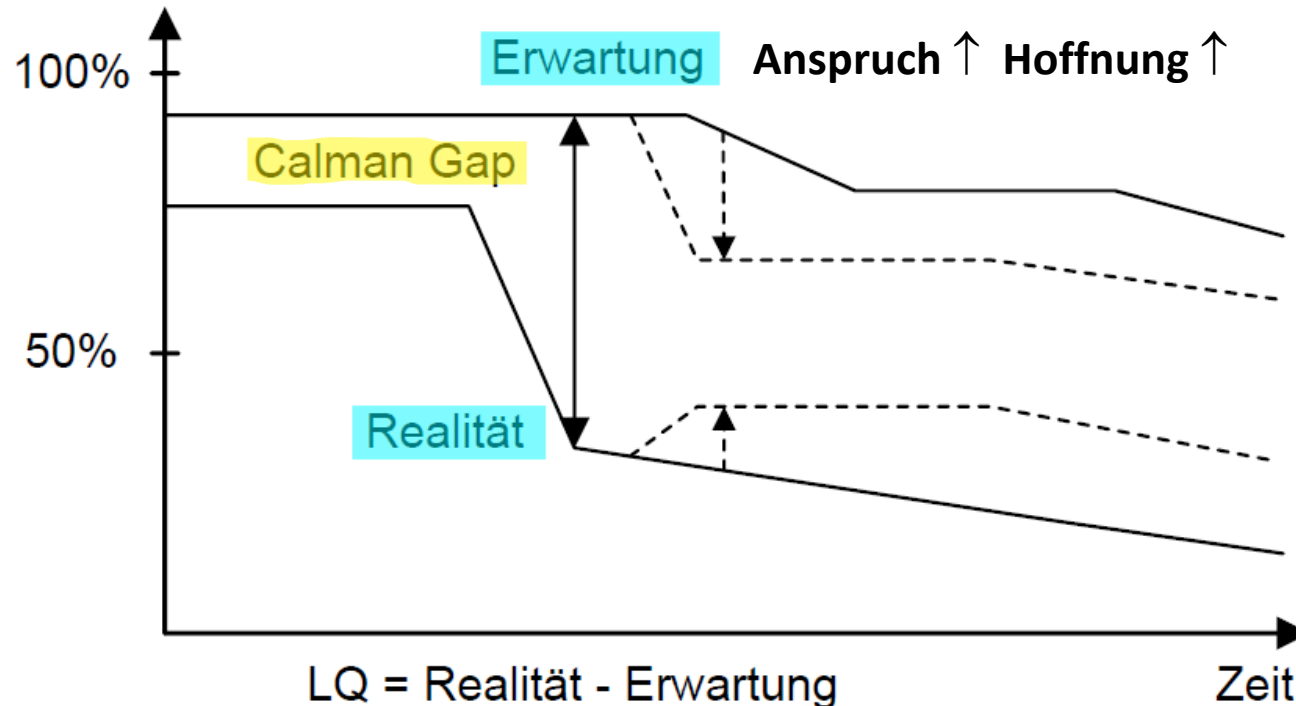 Erwartung Anspruch ↑ Hoffnung ↑
100%
Calman Gap
50%
Realität
LQ = Realität - Erwartung Zeit